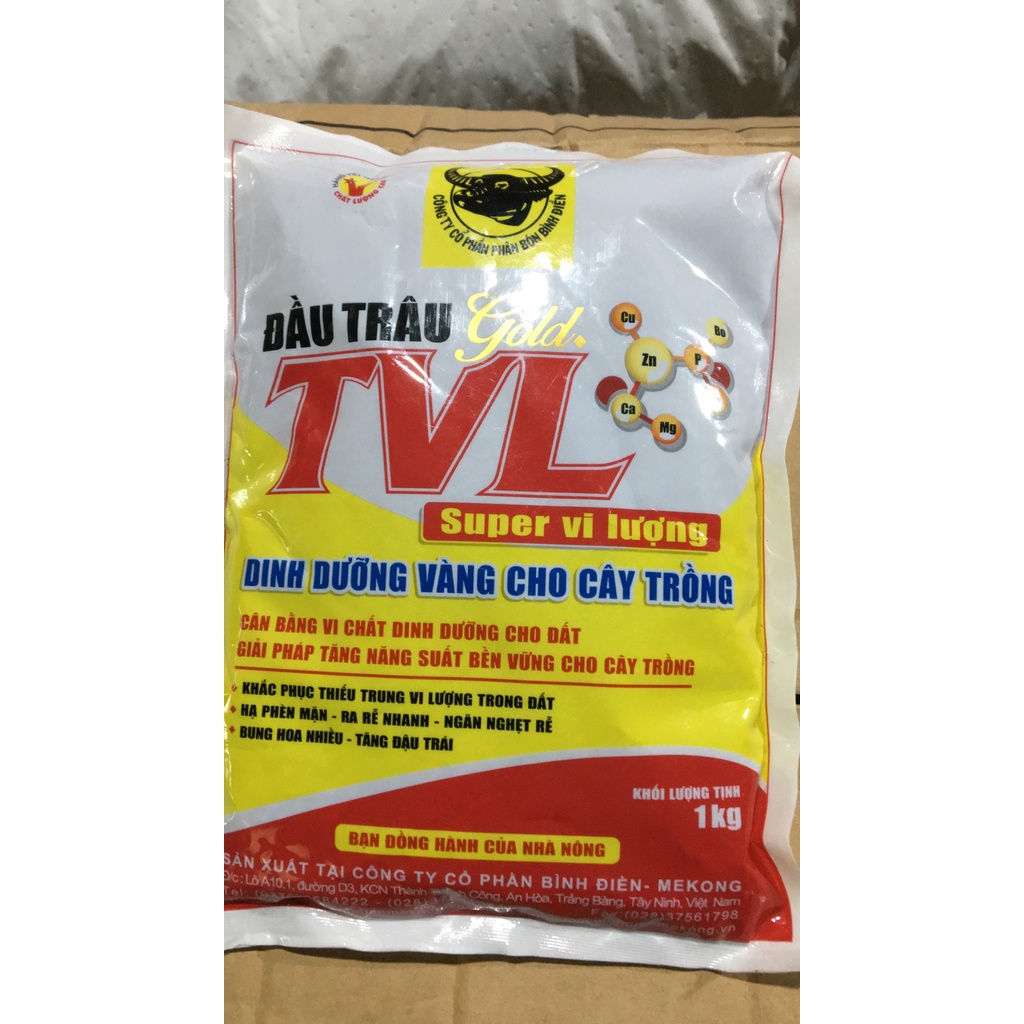 CHẤT LƯỢNG CAO
CÔNG TY CỔ PHẦN PHÂN BÓN BÌNH ĐIỀN
ĐẦU TRÂU Gold
TVL
Cu
Bo
Zn
P
Ca
Mg
Super vi lượng
DINH DƯỠNG VÀNG CHO CÂY TRỒNG
CÂN BẰNG VI CHẤT DINH DƯỠNG CHO ĐẤT
GIẢI PHÁP TĂNG NĂNG SUẤT BỀN VỮNG CHO CÂY TRỒNG
KHẮC PHỤC THIẾU TRUNG VI LƯỢNG TRONG ĐẤT
HẠ PHÈN MẶN - RA RỄ NHANH - NGĂN NGHẸT RỄ
BUNG HOA NHIỀU - TĂNG ĐẬU TRÁI
KHỐI LƯỢNG TỊNH
1kg
BẠN ĐỒNG HÀNH CỦA NHÀ NÔNG
SẢN XUẤT TẠI CÔNG TY CỔ PHẦN BÌNH ĐIỀN- MEKONG
Đ/c: Lô A10.1, đường D3, KCN Thành Công, An Hòa, Trảng Bàng, Tây Ninh, Việt Nam
Fax: (028)37561798